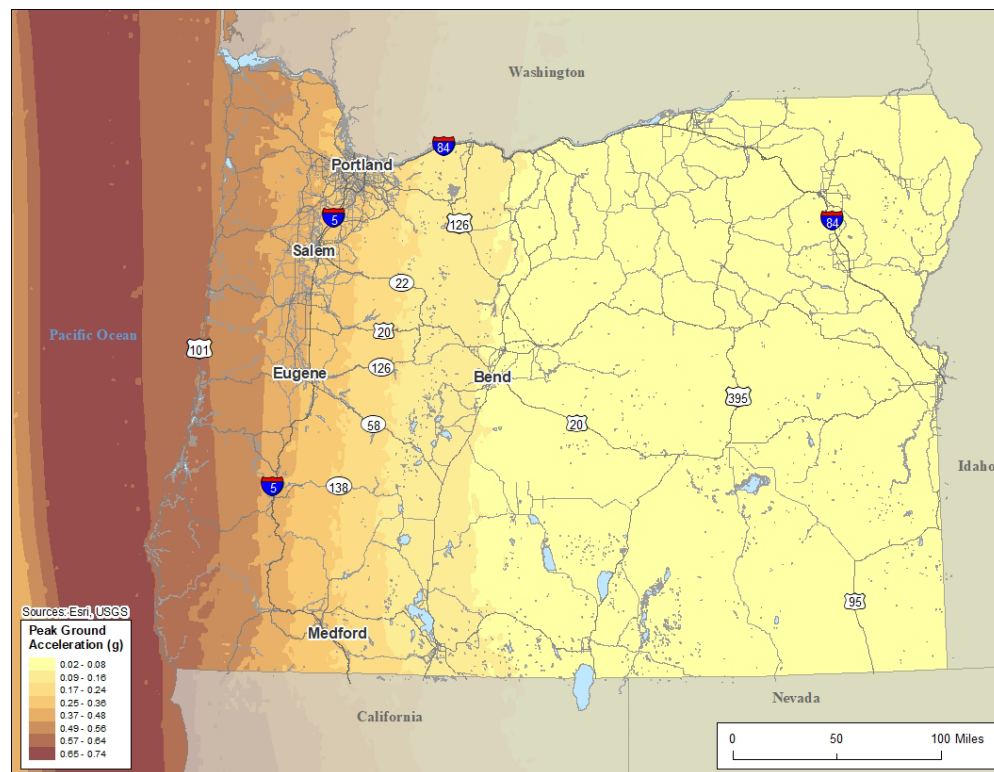 Washington
84
Portland
5
126
84
Salem
22
Pacific Ocean
20
101
Eugene
126
Bend
395
58
20
Idaho
5
138
95
Sources: Esri, USGS
Peak Ground
Acceleration (g)
0.02 - 0.08
0.09 - 0.16
0.17 - 0.24
0.25 - 0.36
0.37 - 0.48
0.49 - 0.56
0.57 - 0.64
0.65 - 0.74
Medford
California
Nevada
0 50 100 Miles